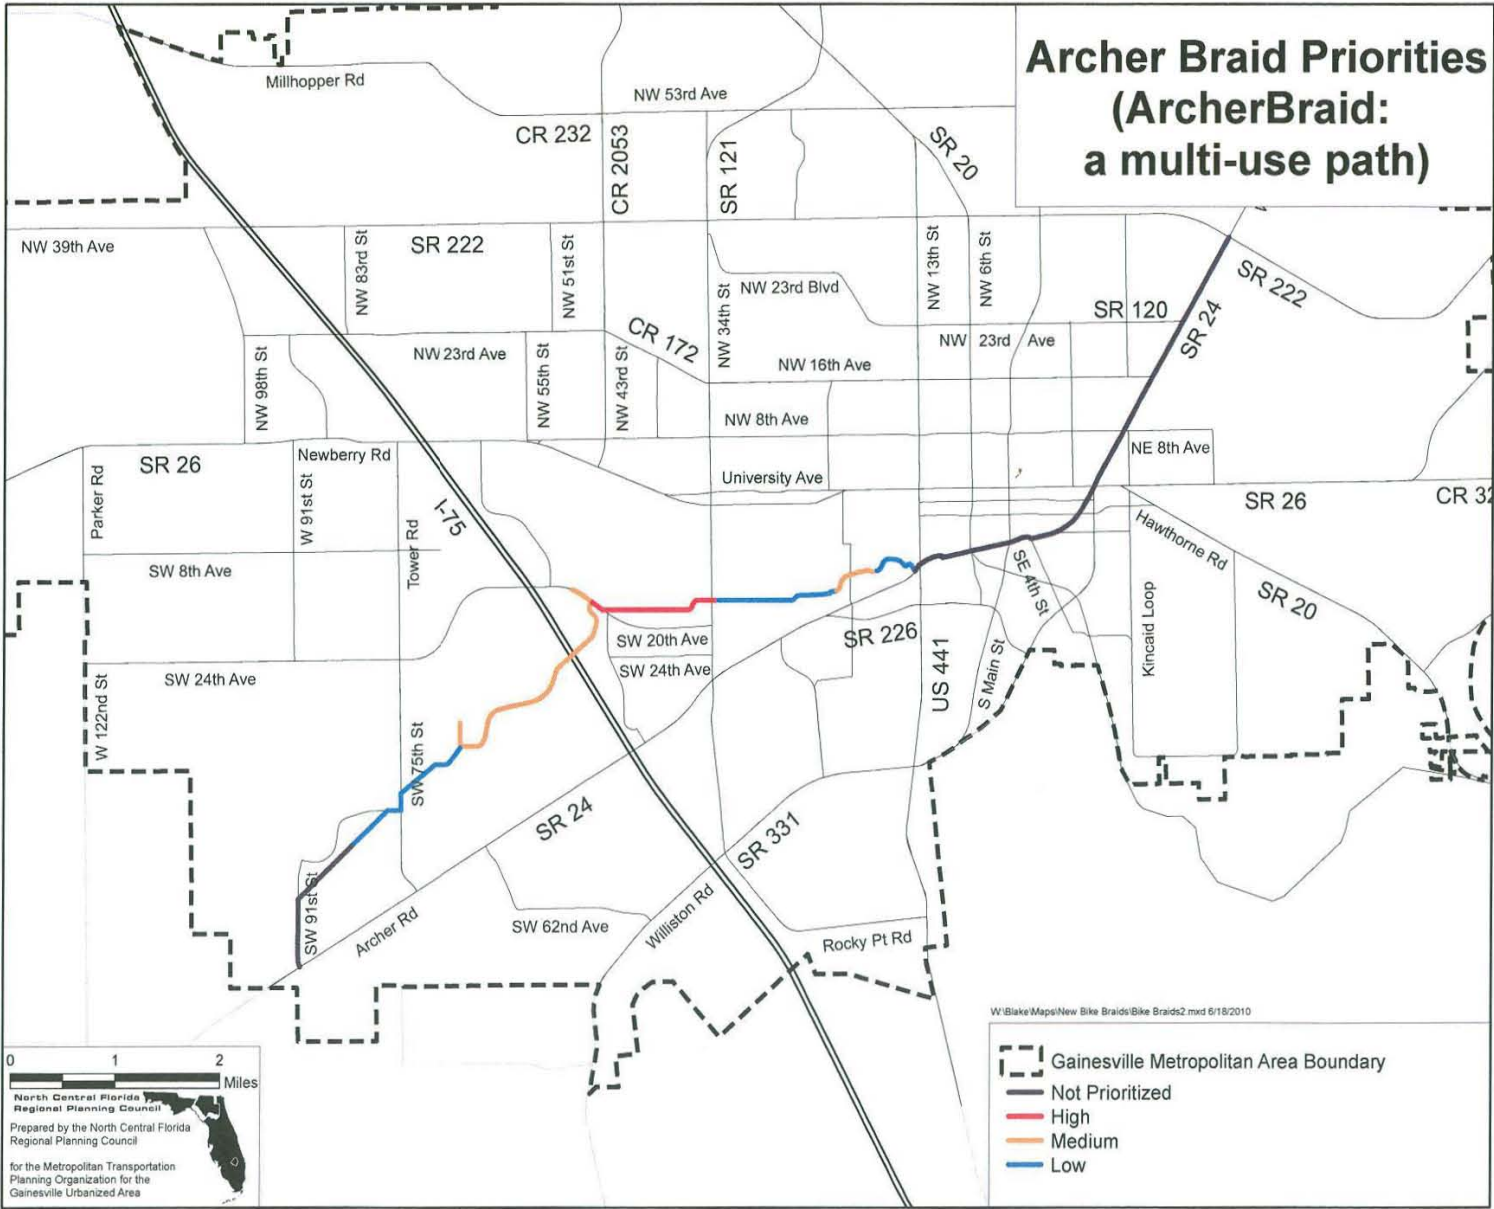 Archer Braid Priorities
(ArcherBraid:
a multi-use path)
Millhopper Rd
NW 53rd Ave
CR 232
CR 2053
SR 121
SR 20
NW 39th Ave
NW 83rd St
SR 222
NW 51st St
NW 34th St
NW 23rd Blvd
NW 13th St
NW 6th St
SR 120
SR 24
SR 222
NW 98th St
NW 23rd Ave
NW 55th St
NW 43rd St
CR 172
NW 16th Ave
NW 23rd Ave
NW 8th Ave
NE 8th Ave
Parker Rd
SR 26
Newberry Rd
W 91st St
Tower Rd
I-75
University Ave
SR 26
CR 32
Hawthorne Rd
SW 8th Ave
SE 4th St
Kincaid Loop
SR 20
SW 20th Ave
SW 24th Ave
SR 226
US 441
S Main St
W 122nd St
SW 24th Ave
SW 75th St
SR 24
SR 331
SW 91st St
Archer Rd
SW 62nd Ave
Williston Rd
Rocky Pt Rd
W:\Blake\Maps\New Bike Braids\Bike Braids2.mxd 6/18/2010
Gainesville Metropolitan Area Boundary
Not Prioritized
High
Medium
Low
0 1 2
Miles
North Central Florida
Regional Planning Council
Prepared by the North Central Florida
Regional Planning Council
for the Metropolitan Transportation
Planning Organization for the
Gainesville Urbanized Area